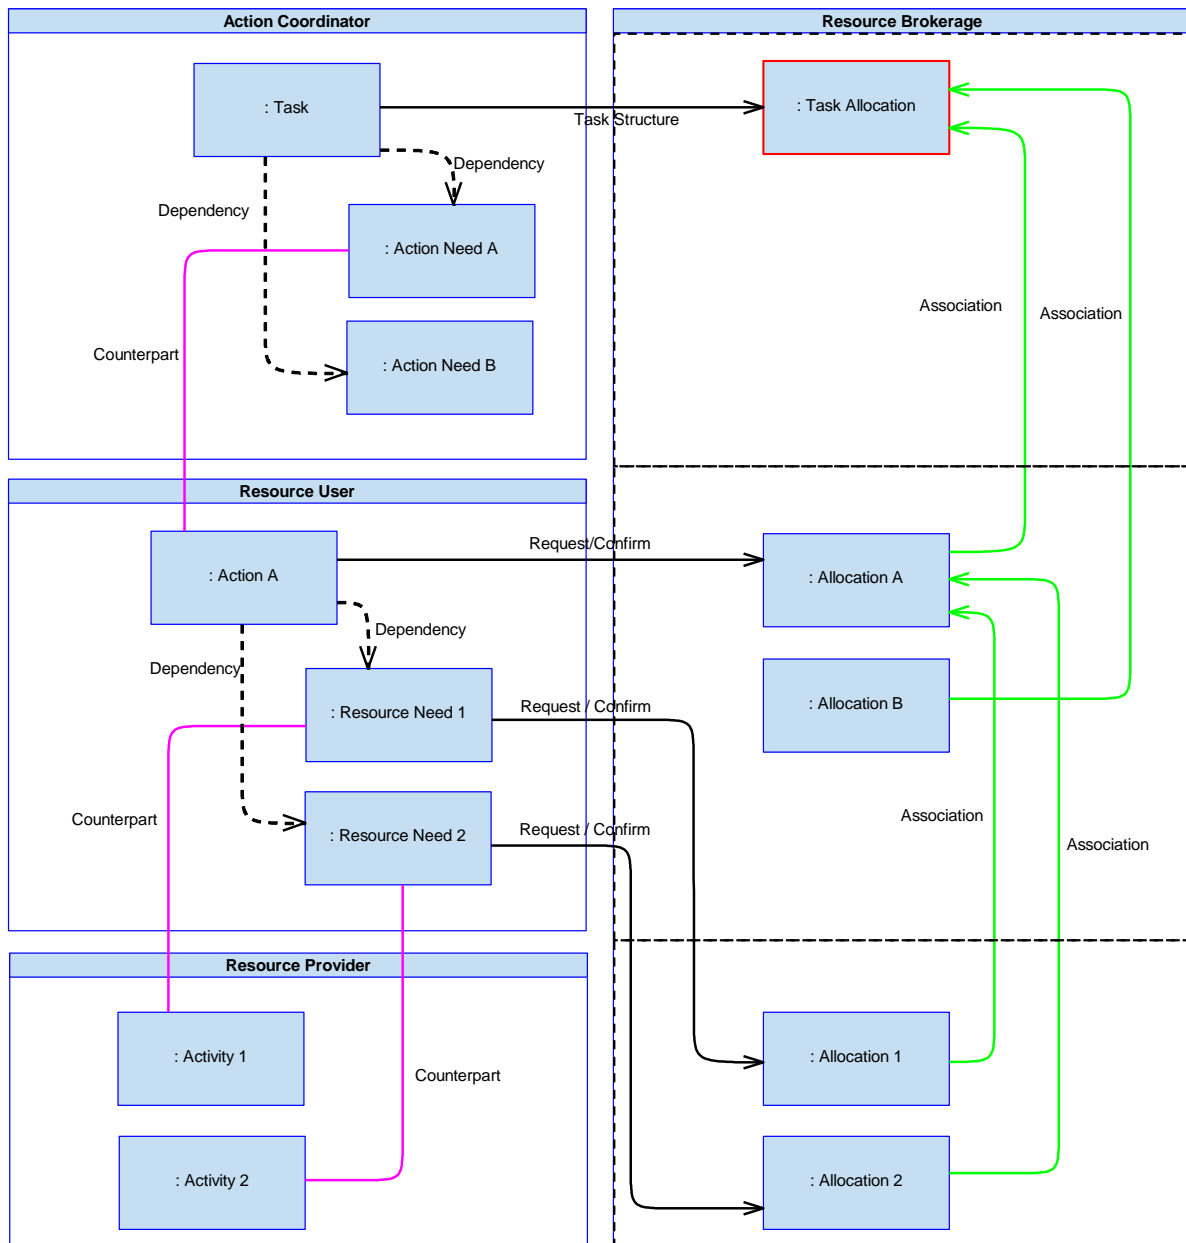 Action Coordinator
Resource Brokerage
: Task
: Task Allocation
Task Structure
Dependency
Dependency
: Action Need A
Association
Association
Counterpart
: Action Need B
Resource User
Request/Confirm
: Action A
: Allocation A
Dependency
Dependency
: Resource Need 1
Request / Confirm
: Allocation B
Counterpart
Request / Confirm
: Resource Need 2
Association
Association
Resource Provider
: Activity 1
: Allocation 1
Counterpart
: Activity 2
: Allocation 2